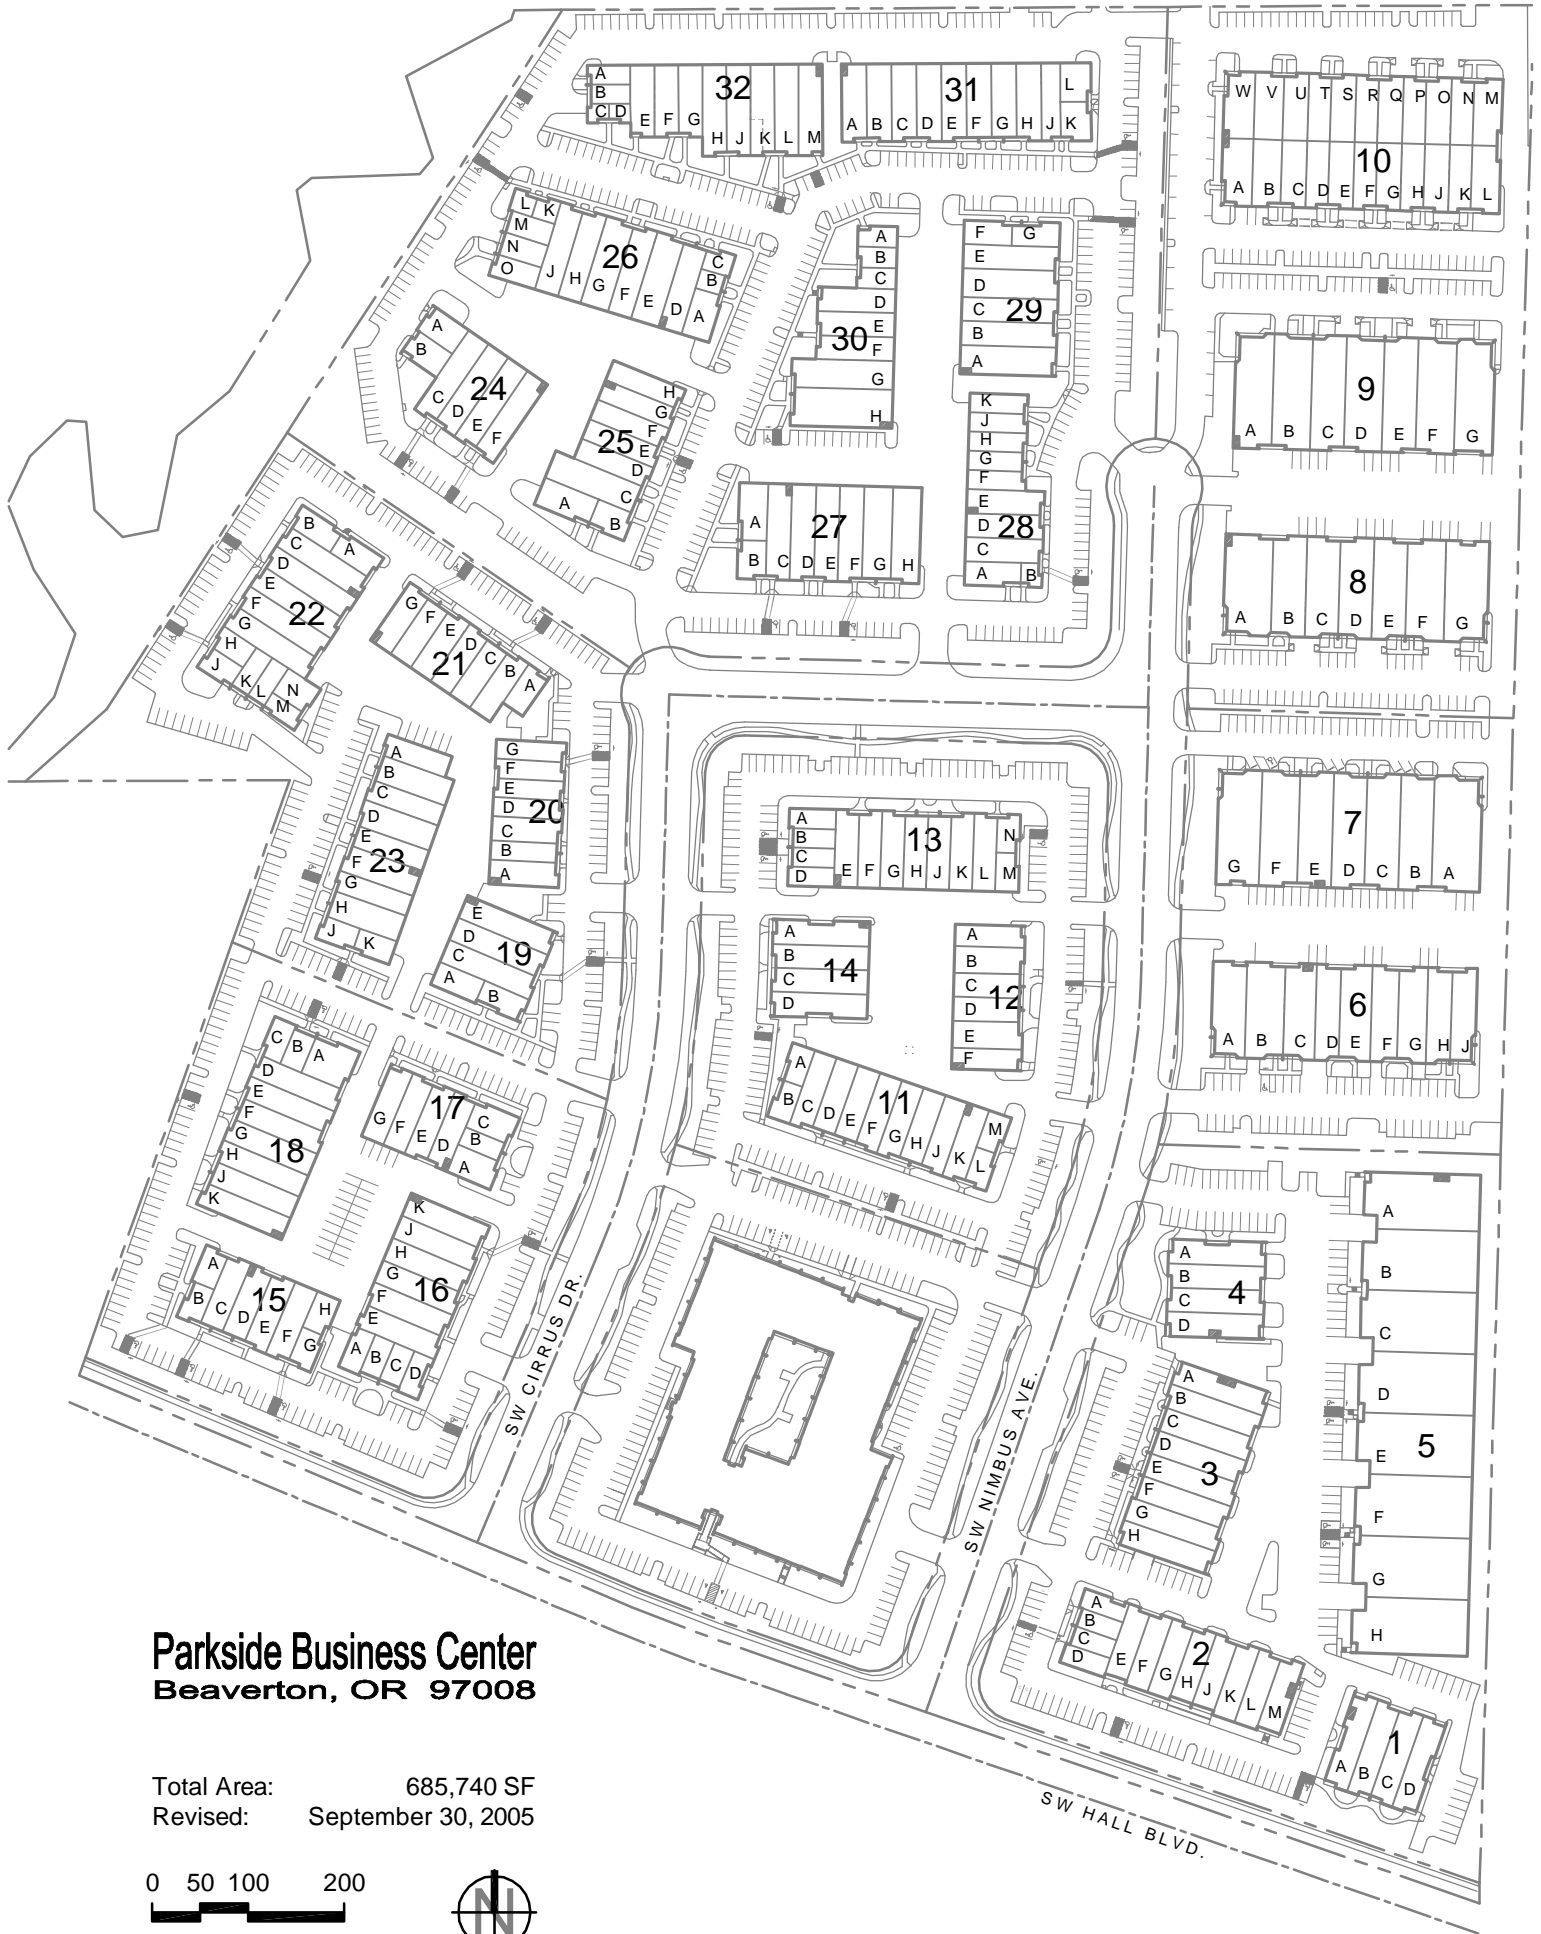 A
B
C D
E F G
H J K L M
32
A B C D E F G H J K
L
31
W V U T S R Q P O N M
10
A B C D E F G H J K L
L K
M
N
O
J H G F E D A
B
C
26
A
B
C
D
E
F
G
H
30
F G
E
D
C
B
A
29
A
B
C D E F
24
H
G
F
E
D
C
B
A
25
K
J
H
G
F
E
D
C
A B
28
9
A B C D E F G
A
B C D E F G H
27
8
A B C D E F G
B A
C
D
E
F
G
H
J
K L M N
22
G F E D C B A
21
A
B
C
D
E
F
G
H
J K
23
G
F
E
D
C
B
A
20
A
B
C
D
E F G H J K L M
N
13
7
G F E D C B A
E
D
C
A B
19
A
B
C
D
14
A
B
C
D
E
F
12
6
A B C D E F G H J
C B A
D
E
F
G
H
J
K
18
G F E D
C
B
A
17
A
B C D E F G H J K L
M
11
A
B C D E F G
H
15
K
J
H
G
F
E
A B C D
16
A
B
C
D
4
A
B
C
D
E
F
G
H
5
A
B
C
D
E
F
G
H
3
A
B
C
D
E F G H J K L M
2
A B C D
1
SW CIRRUS DR.
SW NIMBUS AVE.
SW HALL BLVD.
Parkside Business Center
Beaverton, OR 97008
Total Area: 685,740 SF
Revised: September 30, 2005
0 50 100 200
N